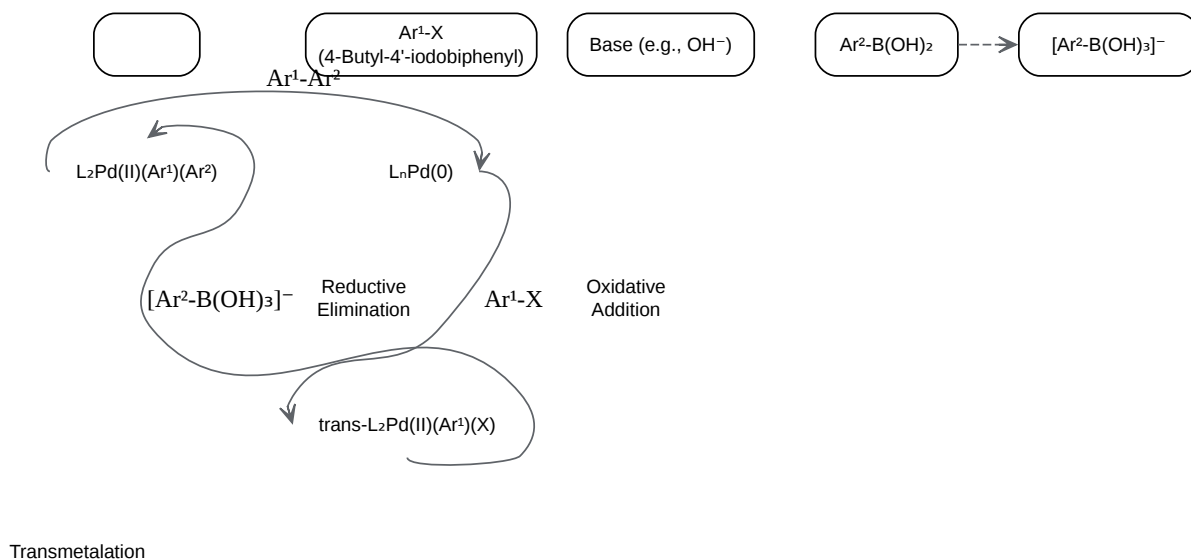 Ar¹-X
(4-Butyl-4'-iodobiphenyl)
Base (e.g., OH⁻)
Ar²-B(OH)₂
[Ar²-B(OH)₃]⁻
Ar¹-Ar²
L₂Pd(II)(Ar¹)(Ar²)
LₙPd(0)
[Ar²-B(OH)₃]⁻
Reductive
Elimination
Ar¹-X
Oxidative
Addition
trans-L₂Pd(II)(Ar¹)(X)
Transmetalation